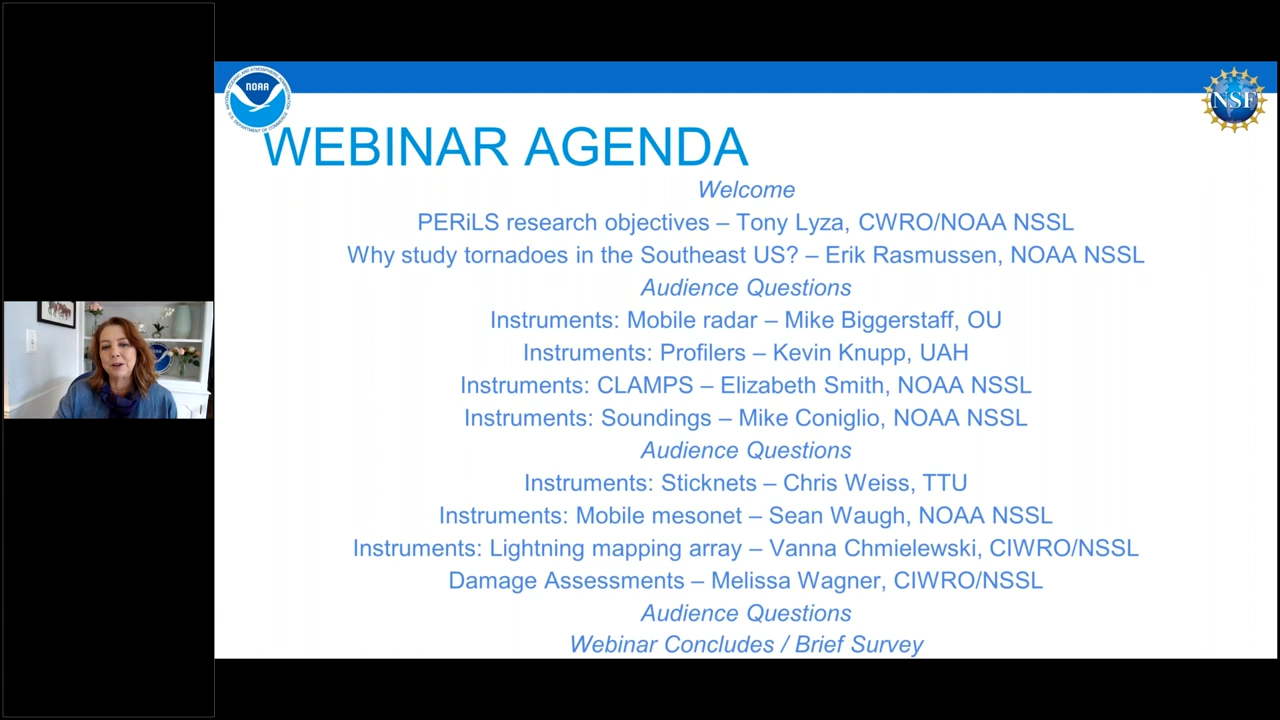 NOAA
NSF
WEBINAR AGENDA
Welcome
PERiLS research objectives – Tony Lyza, CWRO/NOAA NSSL
Why study tornadoes in the Southeast US? – Erik Rasmussen, NOAA NSSL
Audience Questions
Instruments: Mobile radar – Mike Biggerstaff, OU
Instruments: Profilers – Kevin Knupp, UAH
Instruments: CLAMPS – Elizabeth Smith, NOAA NSSL
Instruments: Soundings – Mike Coniglio, NOAA NSSL
Audience Questions
Instruments: Sticknets – Chris Weiss, TTU
Instruments: Mobile mesonet – Sean Waugh, NOAA NSSL
Instruments: Lightning mapping array – Vanna Chmielewski, CIWRO/NSSL
Damage Assessments – Melissa Wagner, CIWRO/NSSL
Audience Questions
Webinar Concludes / Brief Survey